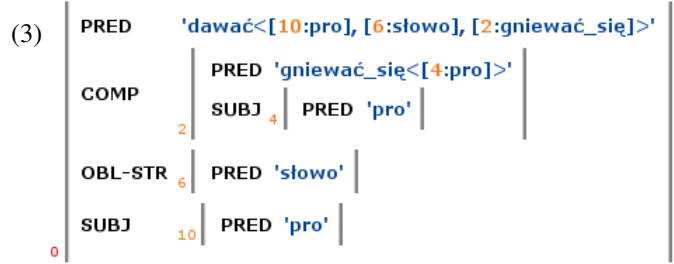 (3) PRED 'dawać<[10:pro], [6:słowo], [2:gniewać_się]>'
PRED 'gniewać_się<[4:pro]>'
COMP
SUBJ 4 PRED 'pro'
2
OBL-STR 6 PRED 'słowo'
SUBJ 10 PRED 'pro'
0